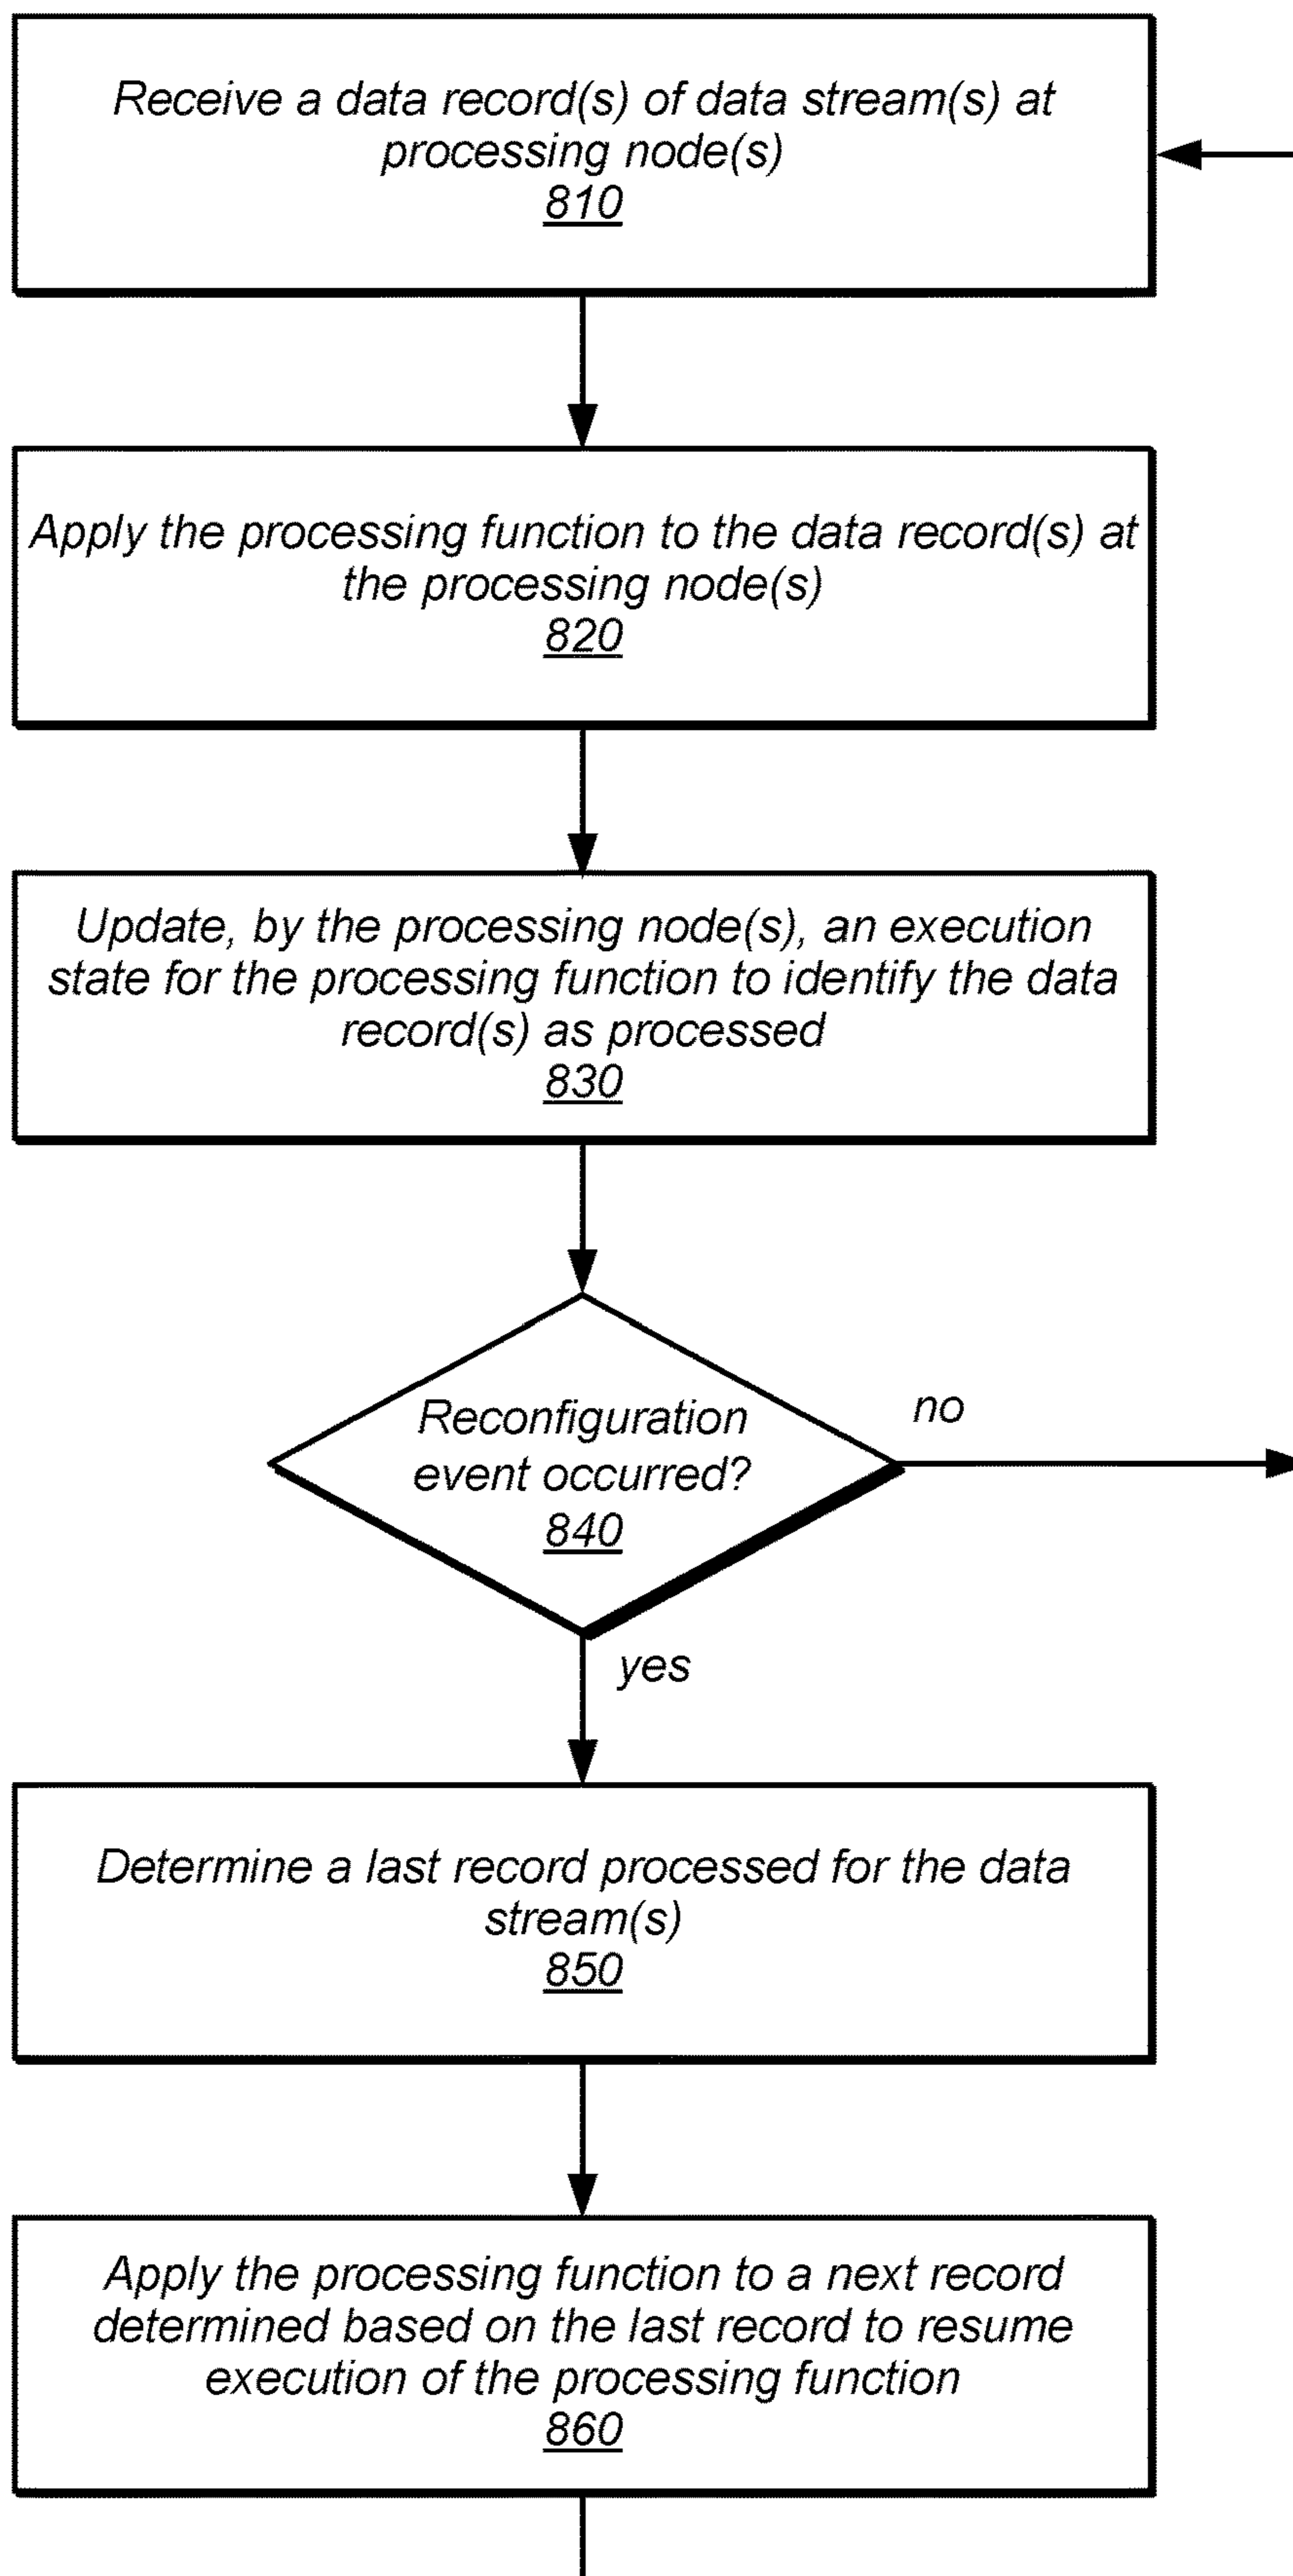 Receive a data record(s) of data stream(s) at
processing node(s)
810
Apply the processing function to the data record(s) at
the processing node(s)
820
Update, by the processing node(s), an execution
state for the processing function to identify the data
record(s) as processed
830
Reconfiguration
event occurred?
840
no
yes
Determine a last record processed for the data
stream(s)
850
Apply the processing function to a next record
determined based on the last record to resume
execution of the processing function
860